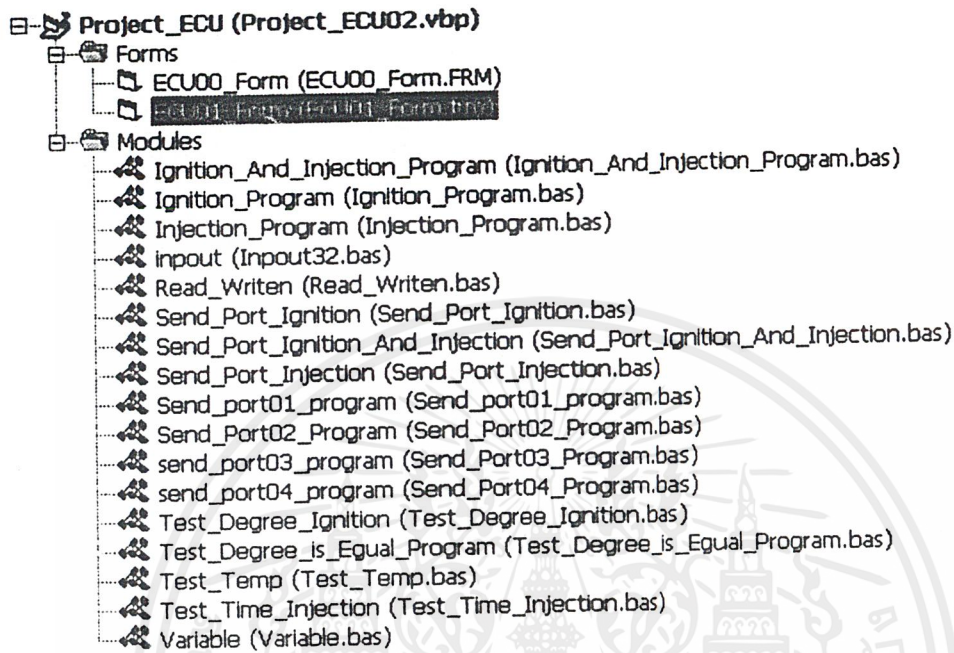 Project_ECU (Project_ECU02.vbp)
Forms
ECU00_Form (ECU00_Form.FRM)
ECU01_Form (ECU01_Form.frm)
Modules
Ignition_And_Injection_Program (Ignition_And_Injection_Program.bas)
Ignition_Program (Ignition_Program.bas)
Injection_Program (Injection_Program.bas)
inpout (Inpout32.bas)
Read_Writen (Read_Writen.bas)
Send_Port_Ignition (Send_Port_Ignition.bas)
Send_Port_Ignition_And_Injection (Send_Port_Ignition_And_Injection.bas)
Send_Port_Injection (Send_Port_Injection.bas)
Send_port01_program (Send_port01_program.bas)
Send_Port02_Program (Send_Port02_Program.bas)
send_port03_program (Send_Port03_Program.bas)
send_port04_program (Send_Port04_Program.bas)
Test_Degree_Ignition (Test_Degree_Ignition.bas)
Test_Degree_is_Egual_Program (Test_Degree_is_Egual_Program.bas)
Test_Temp (Test_Temp.bas)
Test_Time_Injection (Test_Time_Injection.bas)
Variable (Variable.bas)